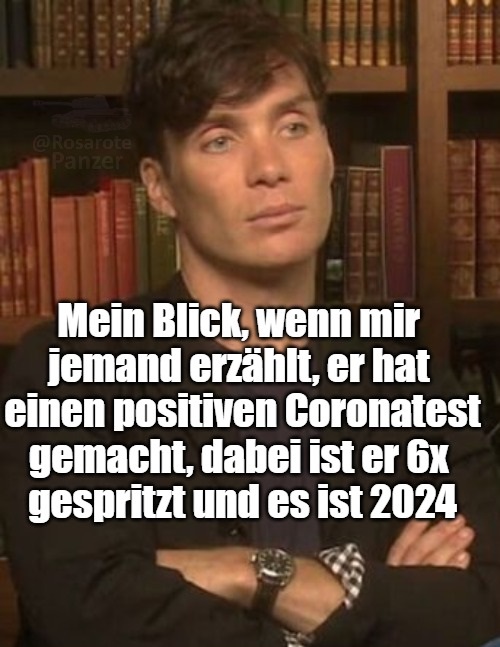 @Rosarote
Panzer
Mein Blick, wenn mir
jemand erzählt, er hat
einen positiven Coronatest
gemacht, dabei ist er 6x
gespritzt und es ist 2024